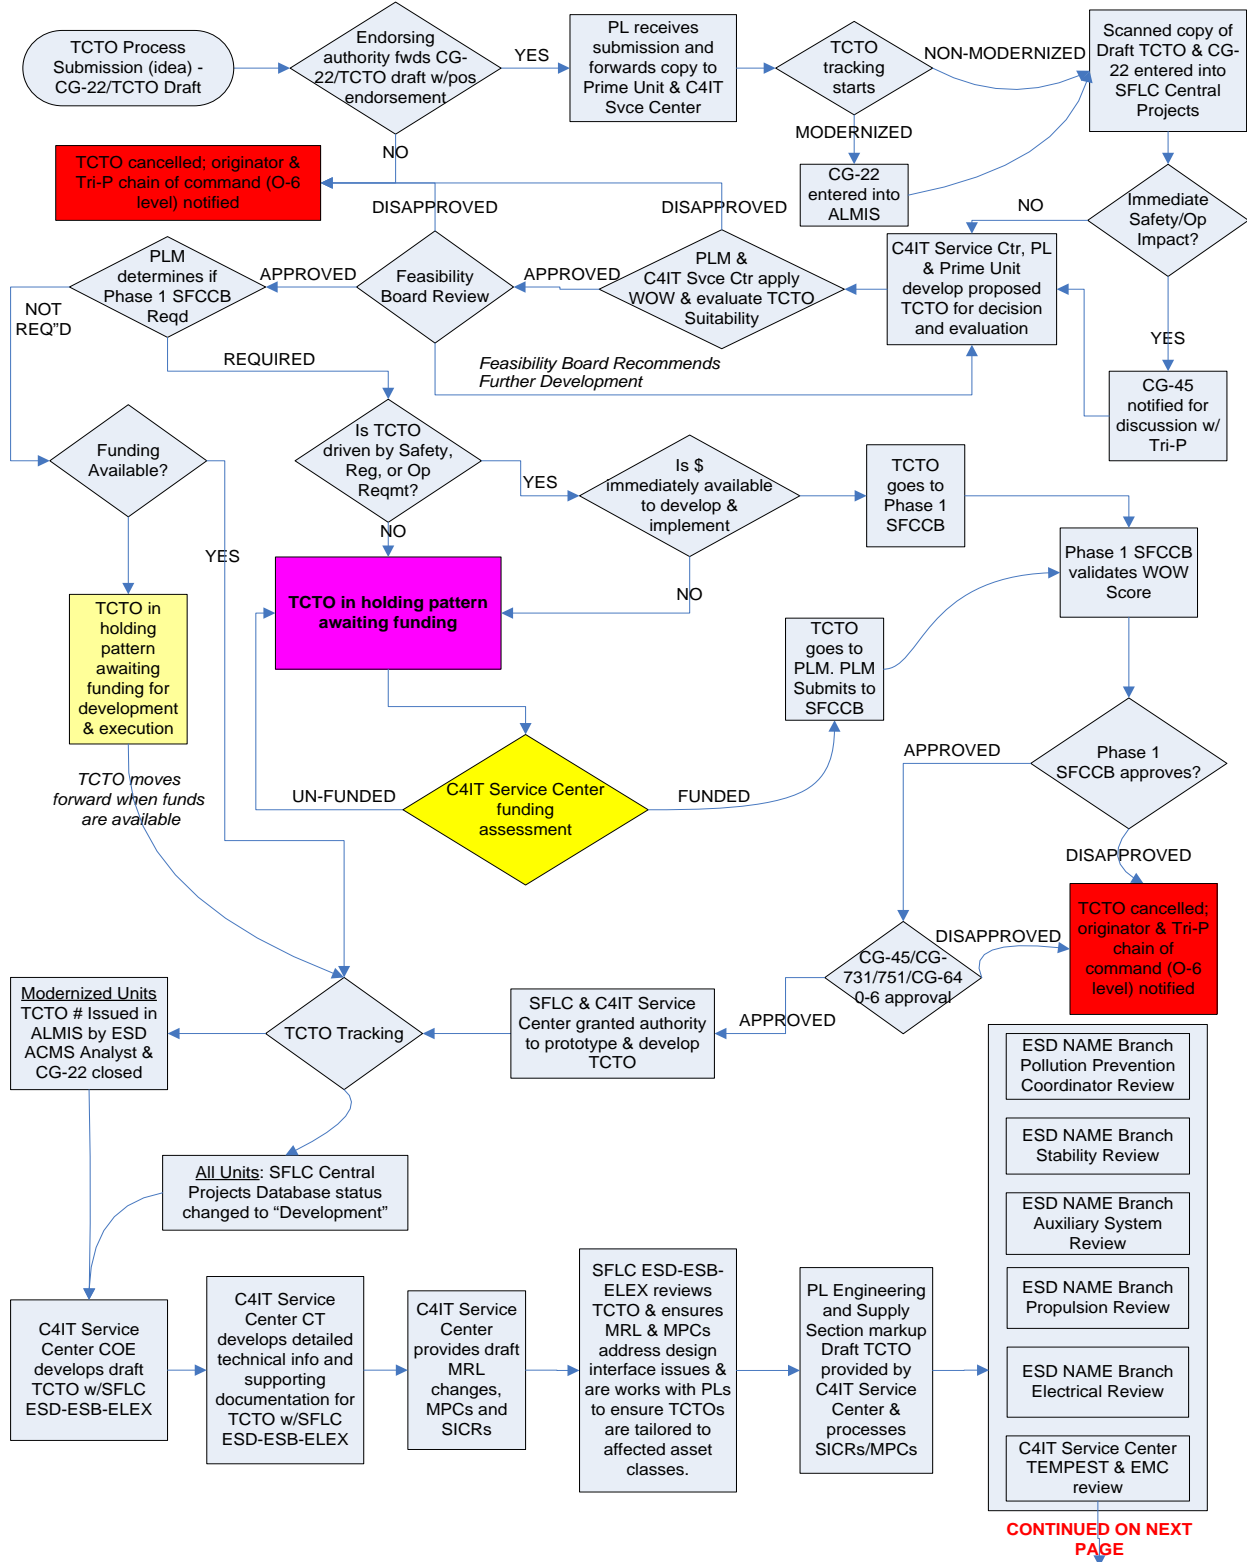 TCTO Process
Submission (idea) -
CG-22/TCTO Draft
Endorsing
authority fwds CG-
22/TCTO draft w/pos
endorsement
YES
NO
PL receives
submission and
forwards copy to
Prime Unit & C4IT
Svce Center
TCTO
tracking
starts
NON-MODERNIZED
MODERNIZED
CG-22
entered into
ALMIS
Scanned copy of
Draft TCTO & CG-
22 entered into
SFLC Central
Projects
TCTO cancelled; originator &
Tri-P chain of command (O-6
level) notified
DISAPPROVED
DISAPPROVED
NO
Immediate
Safety/Op
Impact?
YES
CG-45
notified for
discussion w/
Tri-P
C4IT Service Ctr, PL
& Prime Unit
develop proposed
TCTO for decision
and evaluation
PLM &
C4IT Svce Ctr apply
WOW & evaluate TCTO
Suitability
APPROVED
Feasibility
Board Review
APPROVED
PLM
determines if
Phase 1 SFCCB
Reqd
NOT
REQ”D
REQUIRED
Feasibility Board Recommends
Further Development
Funding
Available?
YES
Is TCTO
driven by Safety,
Reg, or Op
Reqmt?
YES
NO
Is $
immediately available
to develop &
implement
NO
TCTO
goes to
Phase 1
SFCCB
Phase 1 SFCCB
validates WOW
Score
TCTO in
holding
pattern
awaiting
funding for
development
& execution
TCTO in holding pattern
awaiting funding
TCTO
goes to
PLM. PLM
Submits to
SFCCB
TCTO moves
forward when funds
are available
UN-FUNDED
C4IT Service Center
funding
assessment
FUNDED
APPROVED
Phase 1
SFCCB approves?
DISAPPROVED
TCTO cancelled;
originator & Tri-P
chain of
command (O-6
level) notified
CG-45/CG-
731/751/CG-64
0-6 approval
DISAPPROVED
APPROVED
SFLC & C4IT Service
Center granted authority
to prototype & develop
TCTO
TCTO Tracking
Modernized Units
TCTO # Issued in
ALMIS by ESD
ACMS Analyst &
CG-22 closed
All Units: SFLC Central
Projects Database status
changed to “Development”
C4IT Service
Center COE
develops draft
TCTO w/SFLC
ESD-ESB-ELEX
C4IT Service
Center CT
develops detailed
technical info and
supporting
documentation for
TCTO w/SFLC
ESD-ESB-ELEX
C4IT Service
Center
provides draft
MRL
changes,
MPCs and
SICRs
SFLC ESD-ESB-
ELEX reviews
TCTO & ensures
MRL & MPCs
address design
interface issues &
are works with PLs
to ensure TCTOs
are tailored to
affected asset
classes.
PL Engineering
and Supply
Section markup
Draft TCTO
provided by
C4IT Service
Center &
processes
SICRs/MPCs
ESD NAME Branch
Pollution Prevention
Coordinator Review
ESD NAME Branch
Stability Review
ESD NAME Branch
Auxiliary System
Review
ESD NAME Branch
Propulsion Review
ESD NAME Branch
Electrical Review
C4IT Service Center
TEMPEST & EMC
review
CONTINUED ON NEXT
PAGE